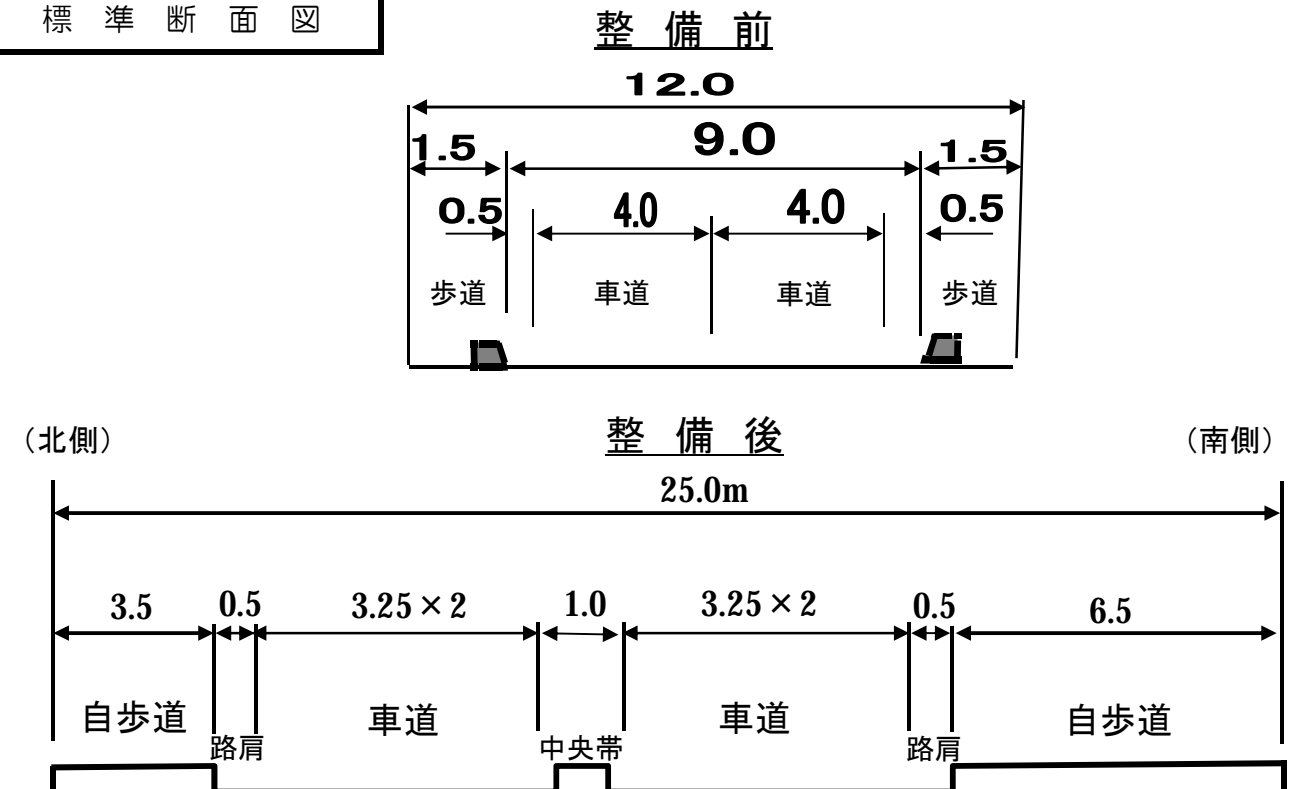 標準断面図
整備前
12.0
1.5 9.0 1.5
0.5 4.0 4.0 0.5
歩道 車道 車道 歩道
(北側) 整備後 (南側)
25.0m
3.5 0.5 3.25×2 1.0 3.25×2 0.5 6.5
自歩道 車道 車道 自歩道
路肩 中央帯 路肩